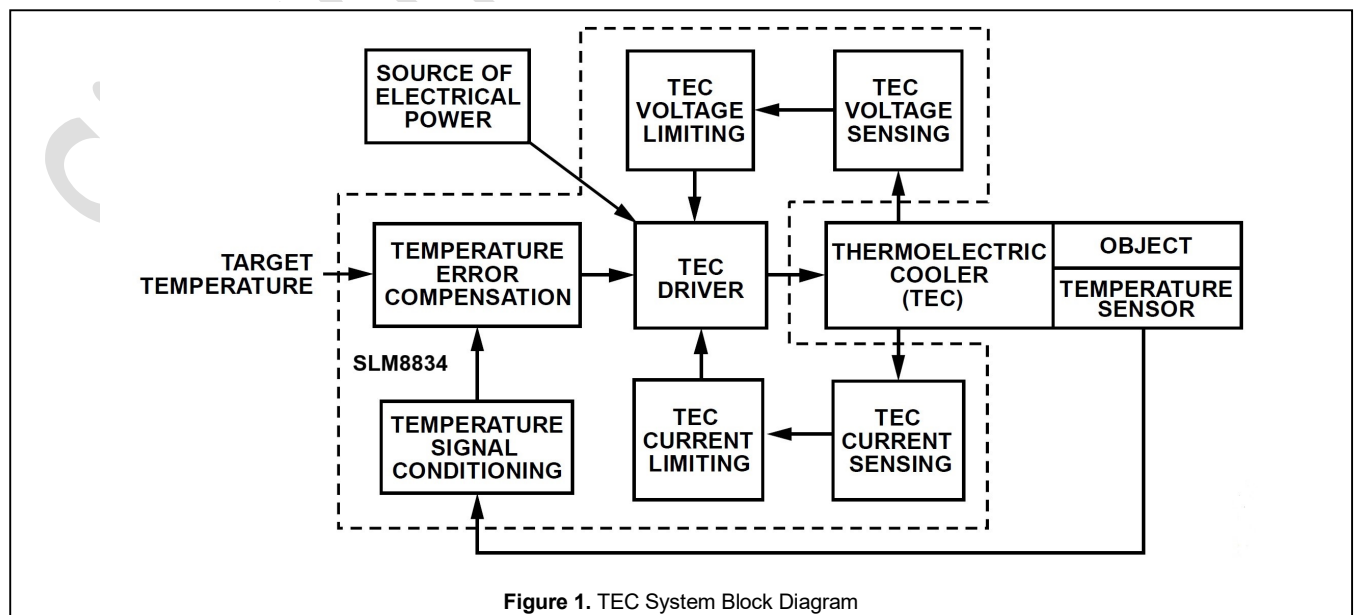 SOURCE OF
ELECTRICAL
POWER
TEC
VOLTAGE
LIMITING
TEC
VOLTAGE
SENSING
TARGET
TEMPERATURE
TEMPERATURE
ERROR
COMPENSATION
TEC
DRIVER
THERMOELECTRIC
COOLER
(TEC)
OBJECT
TEMPERATURE
SENSOR
SLM8834
TEMPERATURE
SIGNAL
CONDITIONING
TEC
CURRENT
LIMITING
TEC
CURRENT
SENSING
Figure 1. TEC System Block Diagram